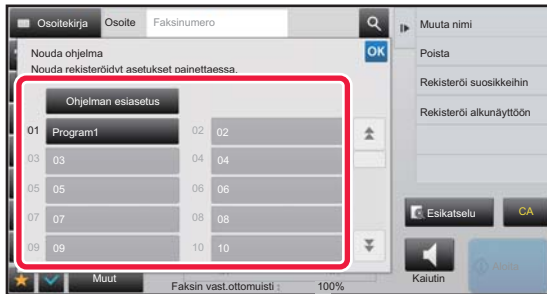 Osoitekirja Osoite Faksinumero
Nouda ohjelma OK
Nouda rekisteröidyt asetukset painettaessa.
Ohjelman esiasetus
01 Program1 02 02
03 03 04 04
05 05 06 06
07 07 08 08
09 09 10 10
Muuta nimi
Poista
Rekisteröi suosikkeihin
Rekisteröi alkunäyttöön
Esikatselu CA
Muut Faksin vast.ottomuisti : 100% Kaiutin Aloita